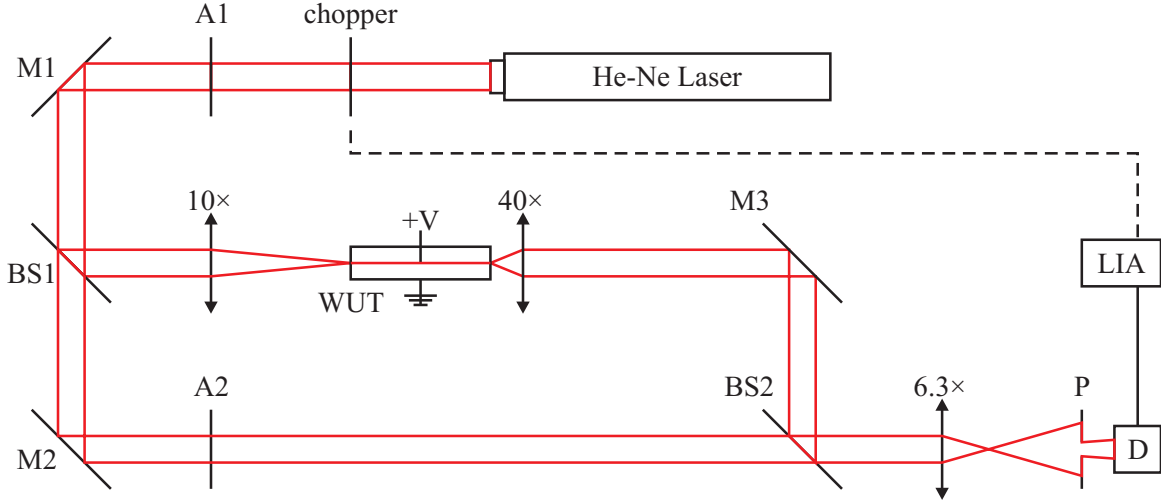 A1
chopper
M1
He-Ne Laser
10×
+V
40×
M3
BS1
WUT
LIA
A2
BS2
6.3×
P
M2
D